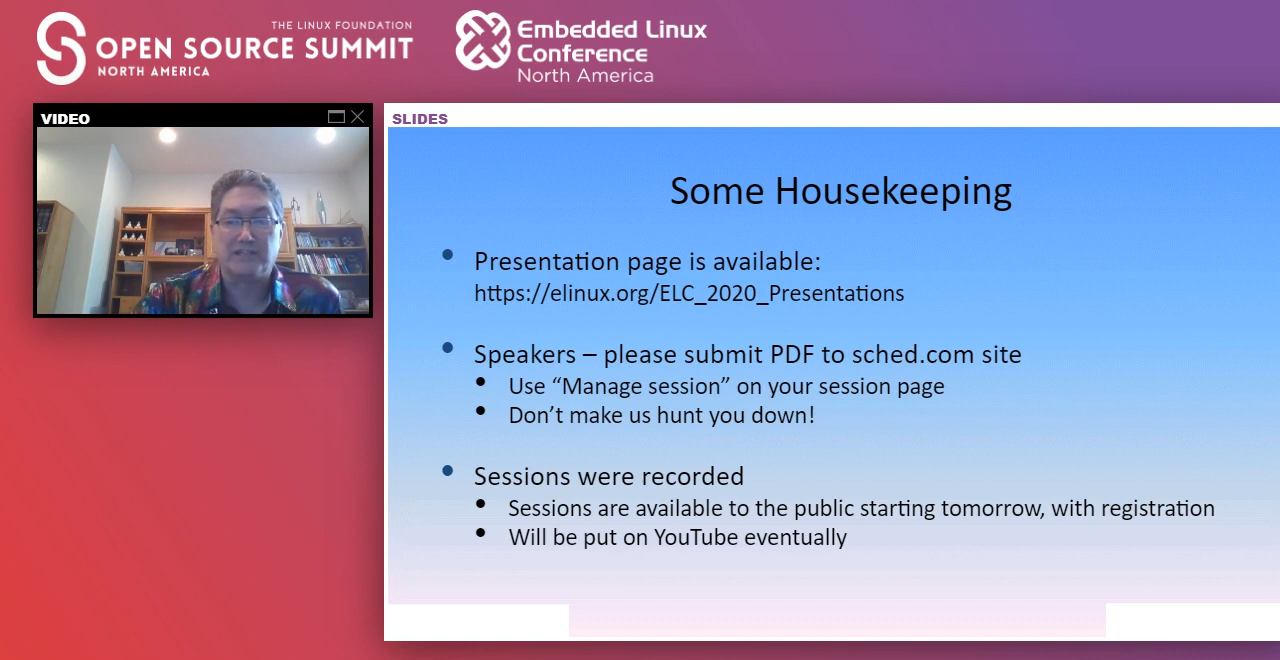 THE LINUX FOUNDATION
OPEN SOURCE SUMMIT
NORTH AMERICA
Embedded Linux
Conference
North America
VIDEO
SLIDES
Some Housekeeping
• Presentation page is available:
https://elinux.org/ELC_2020_Presentations
• Speakers – please submit PDF to sched.com site
• Use “Manage session” on your session page
• Don’t make us hunt you down!
• Sessions were recorded
• Sessions are available to the public starting tomorrow, with registration
• Will be put on YouTube eventually